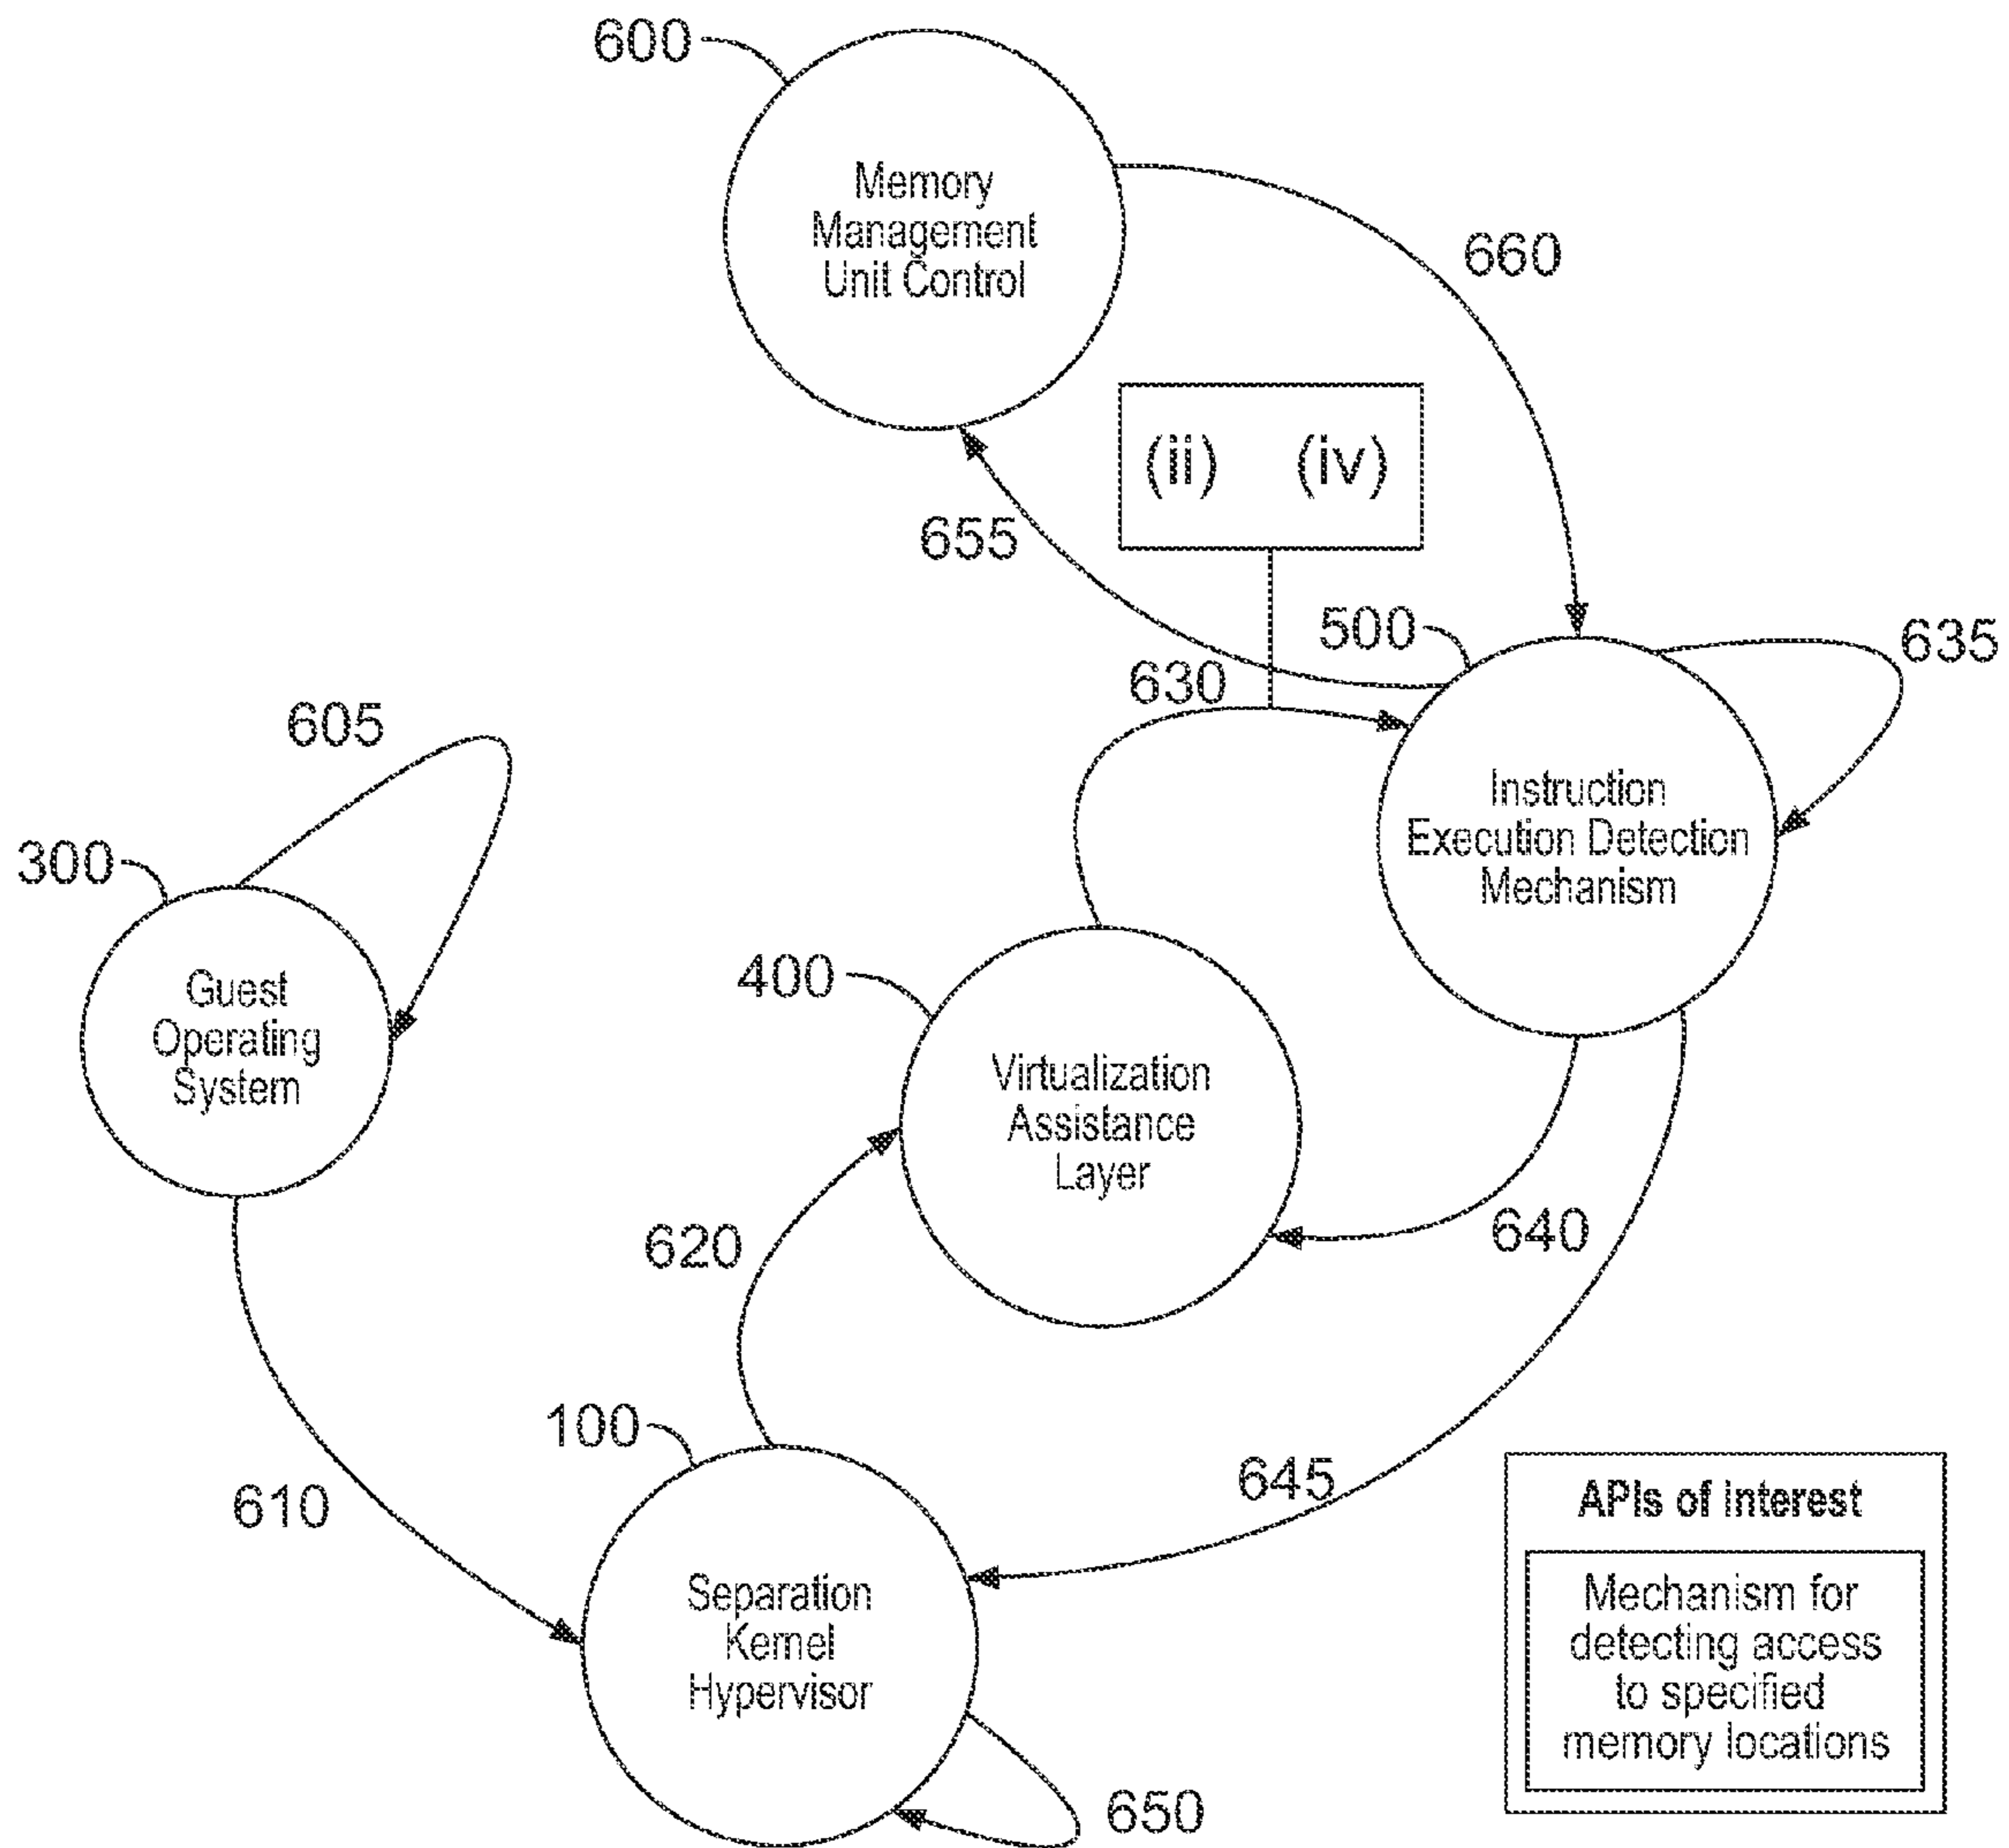 600
Memory
Management
Unit Control
660
(ii) (iv)
655
500
635
630
605
Instruction
Execution Detection
Mechanism
300
400
Guest
Operating
System
Virtualization
Assistance
Layer
620
640
100
645
610
APIs of interest
Mechanism for
detecting access
to specified
memory locations
Separation
Kernel
Hypervisor
650